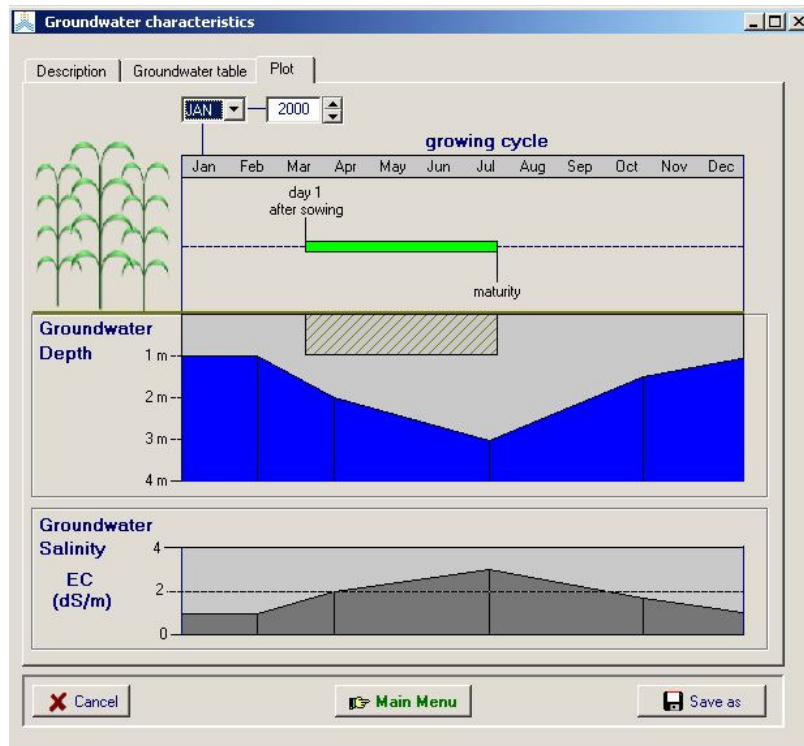 Groundwater characteristics
Description Groundwater table Plot
JAN 2000
growing cycle
Jan Feb Mar Apr May Jun Jul Aug Sep Oct Nov Dec
day 1
after sowing
maturity
Groundwater
Depth
1 m
2 m
3 m
4 m
Groundwater
Salinity
EC
(dS/m)
4
2
0
Cancel Main Menu Save as